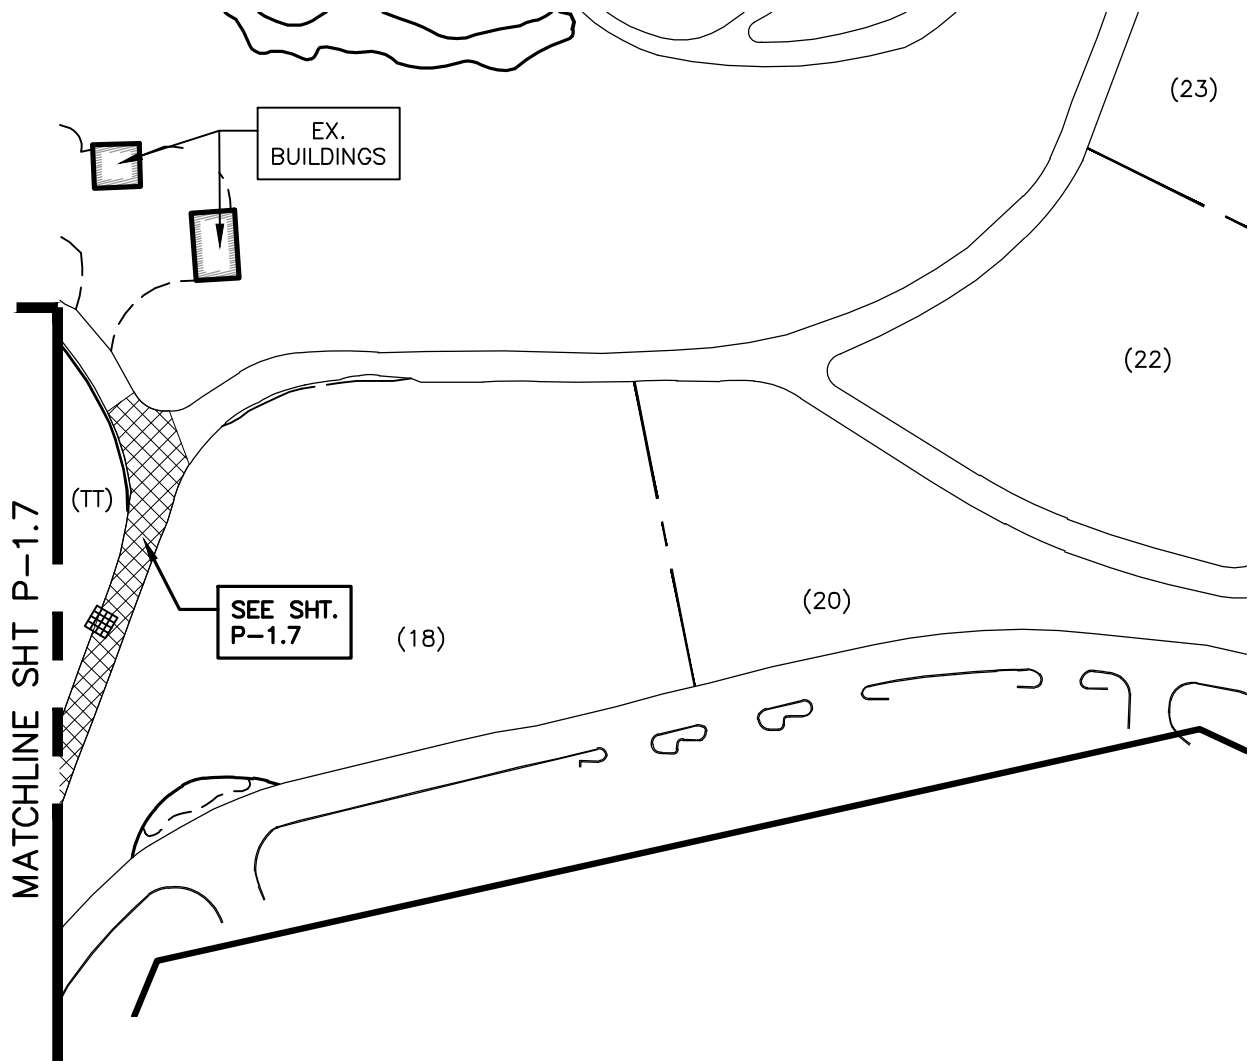 (23)
EX.
BUILDINGS
(22)
(TT)
MATCHLINE SHT P-1.7
SEE SHT.
P-1.7
(18)
(20)